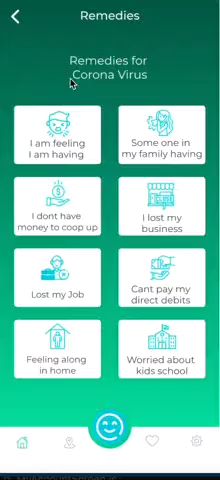 Remedies
Remedies for
Corona Virus
I am feeling
I am having
Some one in
my family having
I dont have
money to coop up
I lost my
business
Lost my Job
Cant pay my
direct debits
Feeling along
in home
Worried about
kids school